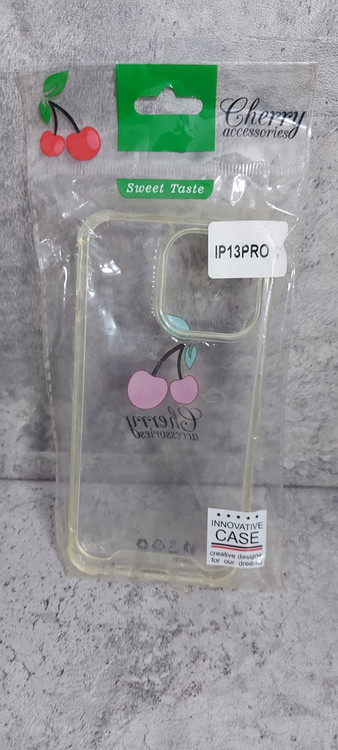 Cherry
accessories
Sweet Taste
IP13PRO
Cherry
accessories
INNOVATIVE
CASE
creative designs
for our dreams